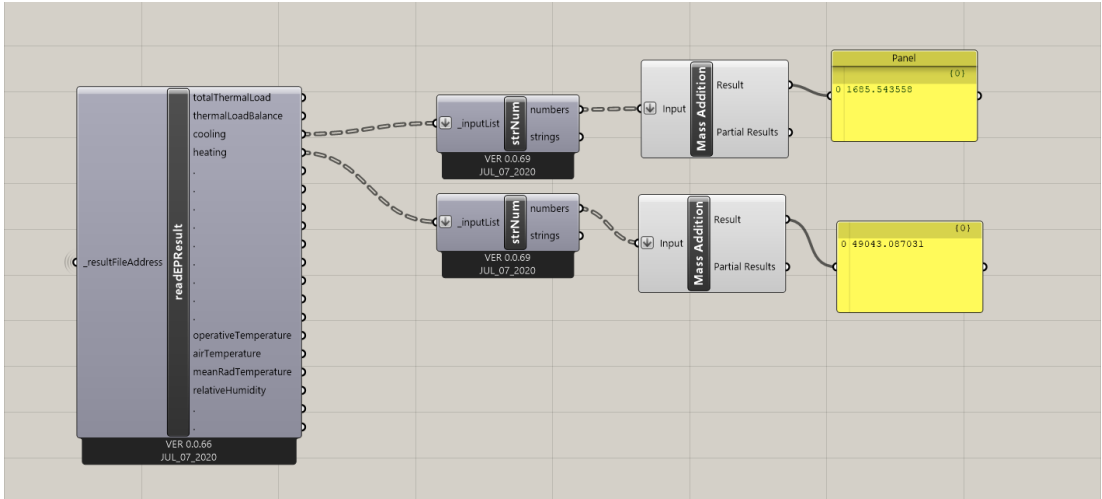 readEPResult
_resultFileAddress
totalThermalLoad
thermalLoadBalance
cooling
heating
.
.
.
.
.
.
.
.
.
operativeTemperature
airTemperature
meanRadTemperature
relativeHumidity
.
.
VER 0.0.66
JUL_07_2020
_inputList
strNum
numbers
strings
VER 0.0.69
JUL_07_2020
_inputList
strNum
numbers
strings
VER 0.0.69
JUL_07_2020
Input
Mass Addition
Result
Partial Results
Input
Mass Addition
Result
Partial Results
Panel
{0}
0 1685.543558
{0}
0 49043.087031